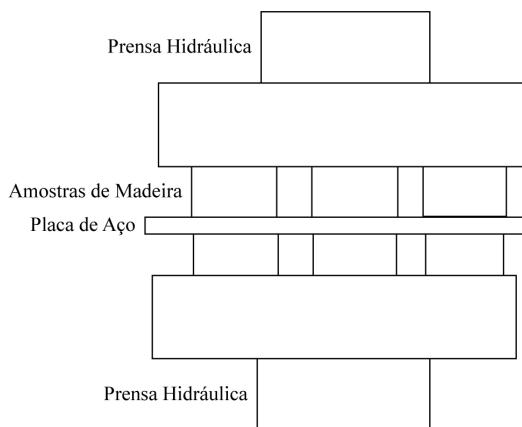 Prensa Hidráulica
Amostras de Madeira
Placa de Aço
Prensa Hidráulica